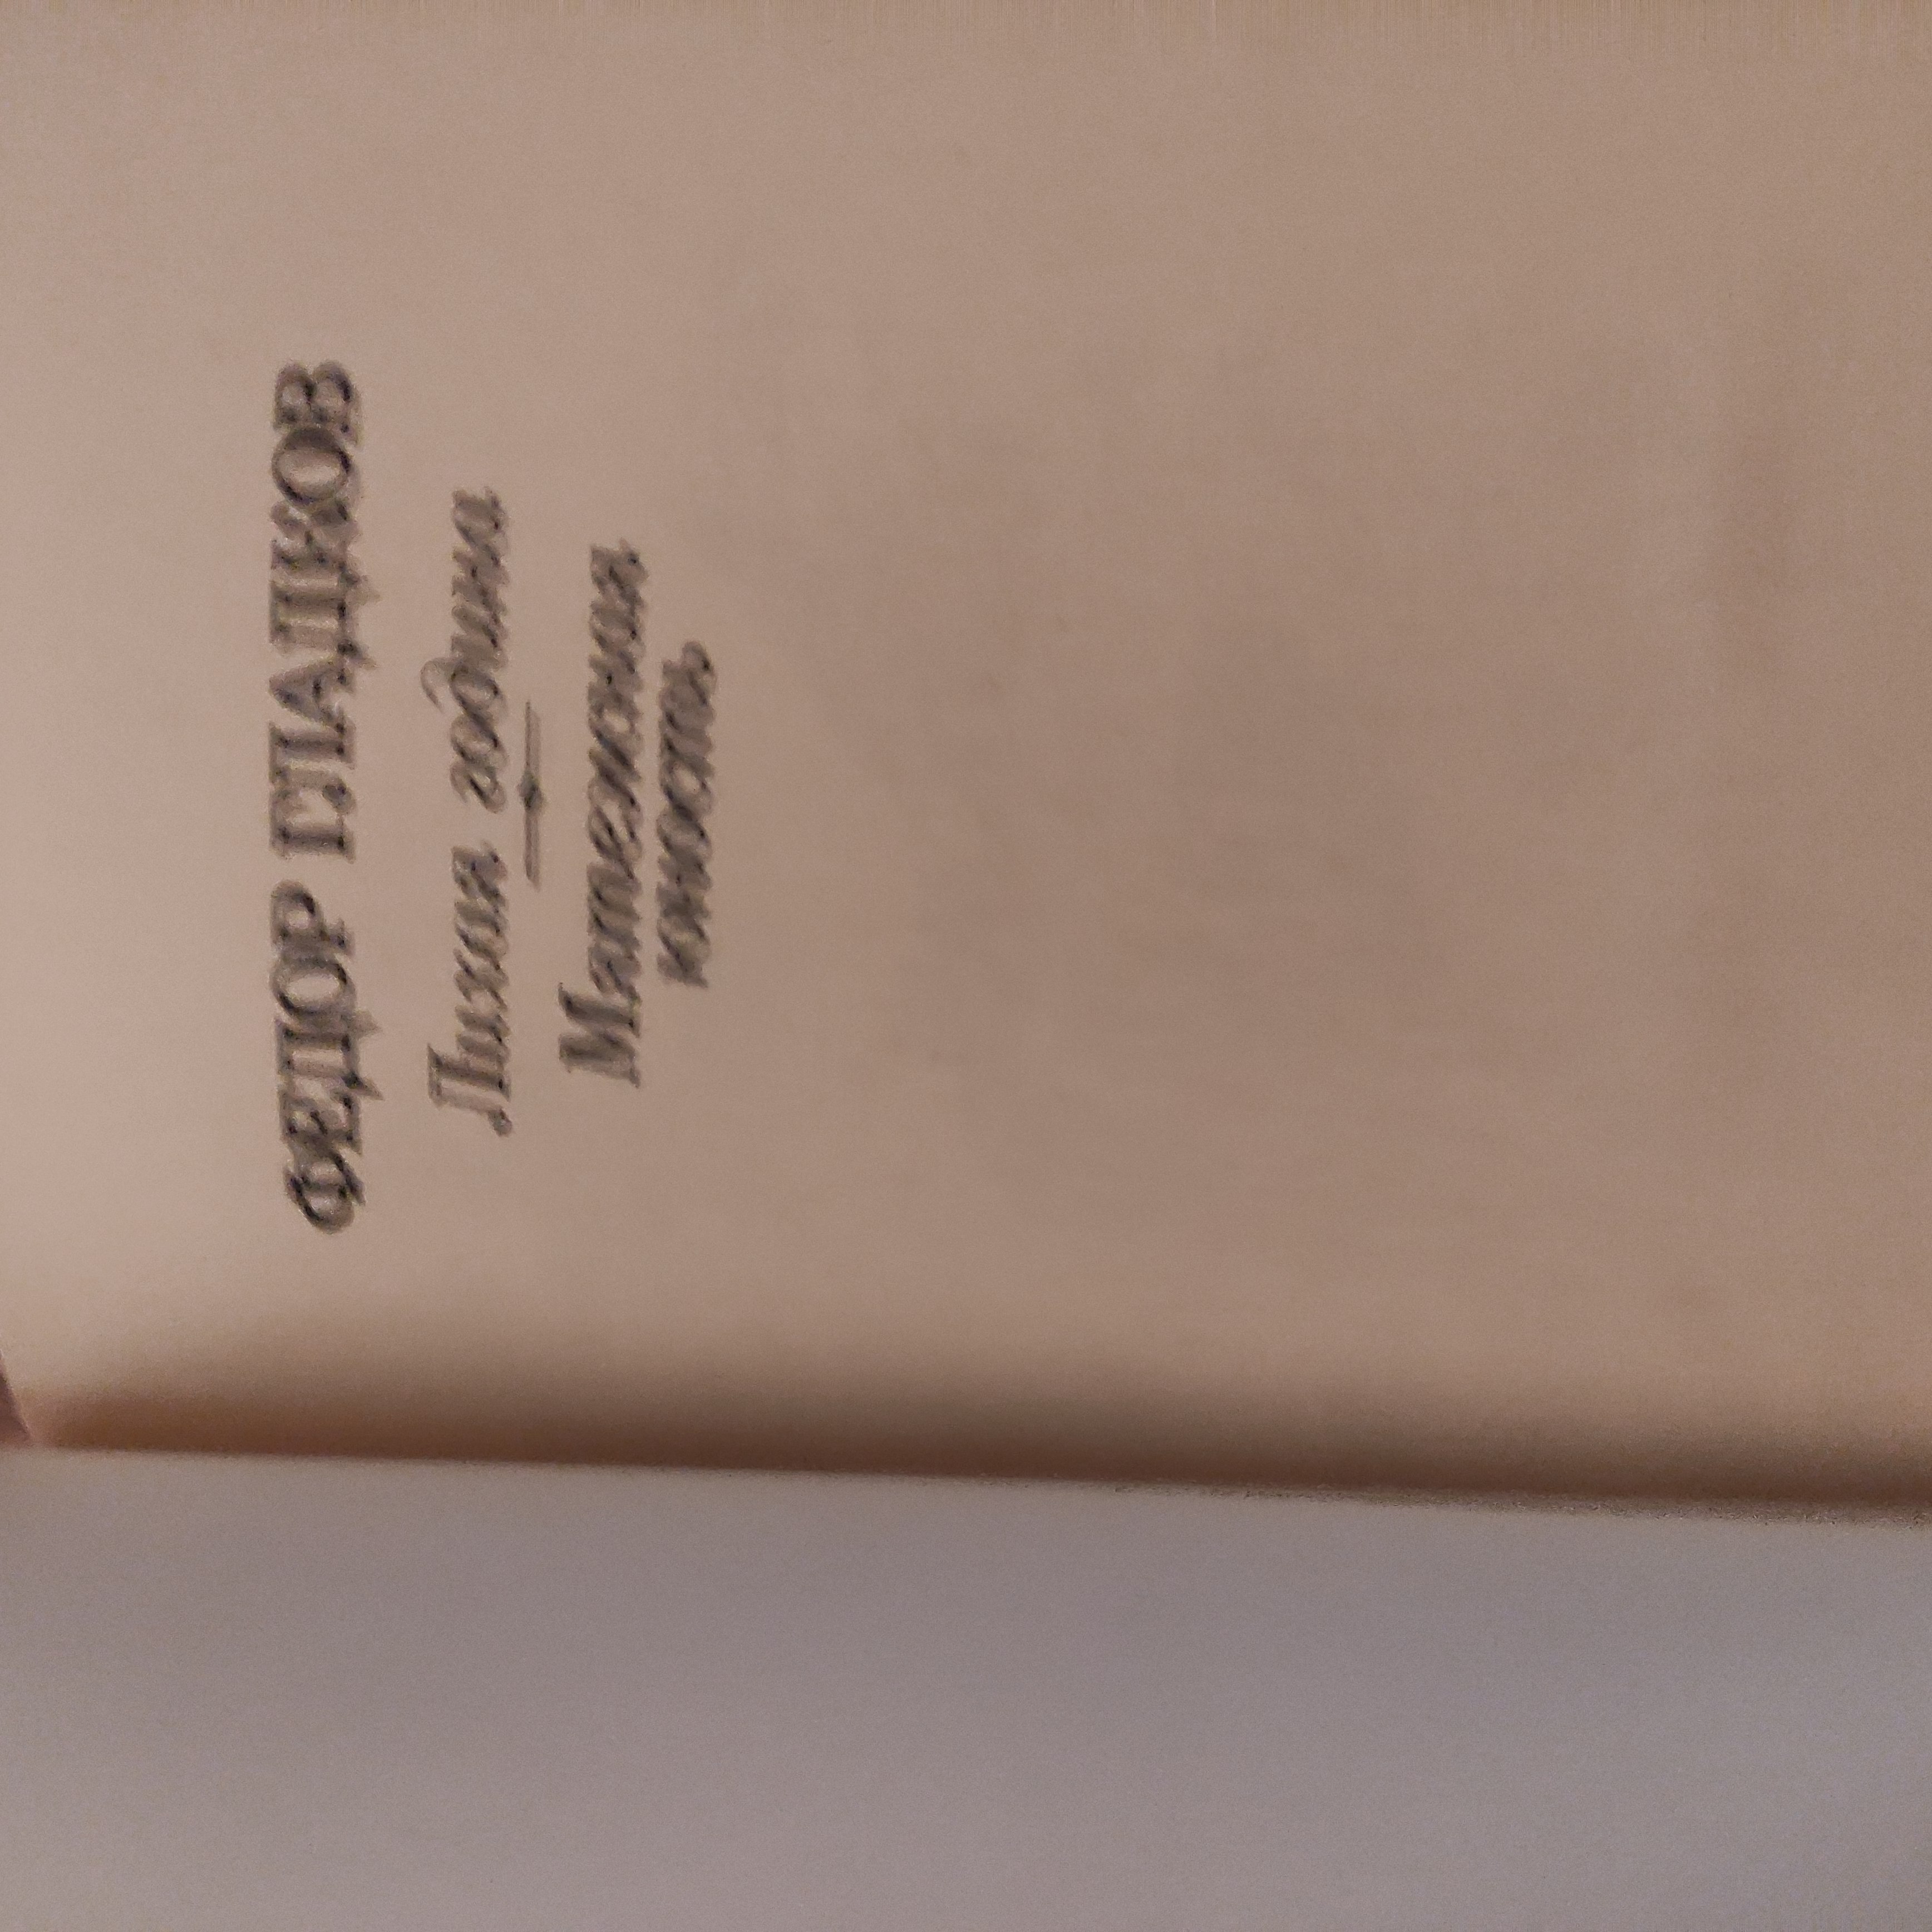 ФЕДОР ГЛАДКОВ
Лихая година
Мятежная
юность